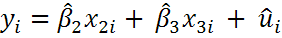 yᵢ = β̂₂x₂ᵢ + β̂₃x₃ᵢ + ûᵢ